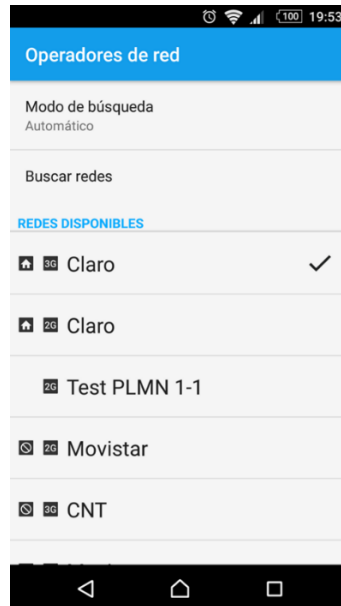 100 19:53
Operadores de red
Modo de búsqueda
Automático
Buscar redes
REDES DISPONIBLES
3G Claro
2G Claro
2G Test PLMN 1-1
2G Movistar
3G CNT